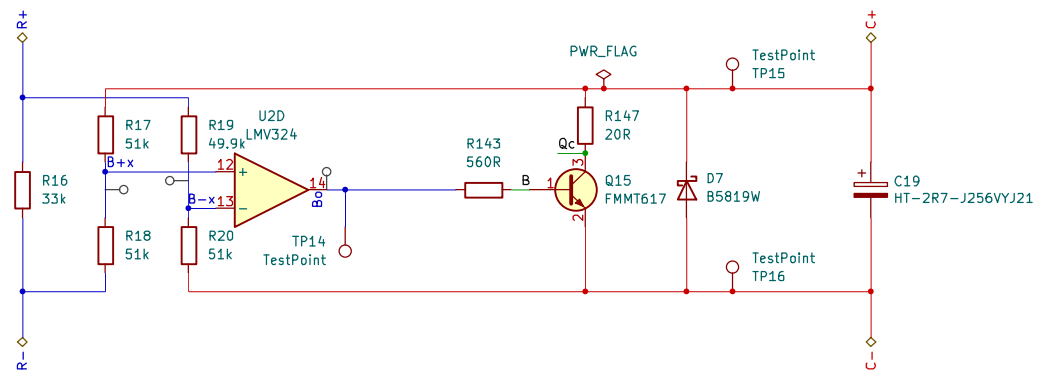 R+
C+
PWR_FLAG
TestPoint
TP15
R17
51k
R19
49.9k
U2D
LMV324
R147
20R
Qc
R143
560R
B+x
12
+
14
3
R16
33k
B
1
Q15
FMMT617
D7
B5819W
+
C19
HT-2R7-J256VYJ21
B-x
13
−
Bo
2
R18
51k
R20
51k
TP14
TestPoint
TestPoint
TP16
R-
C-